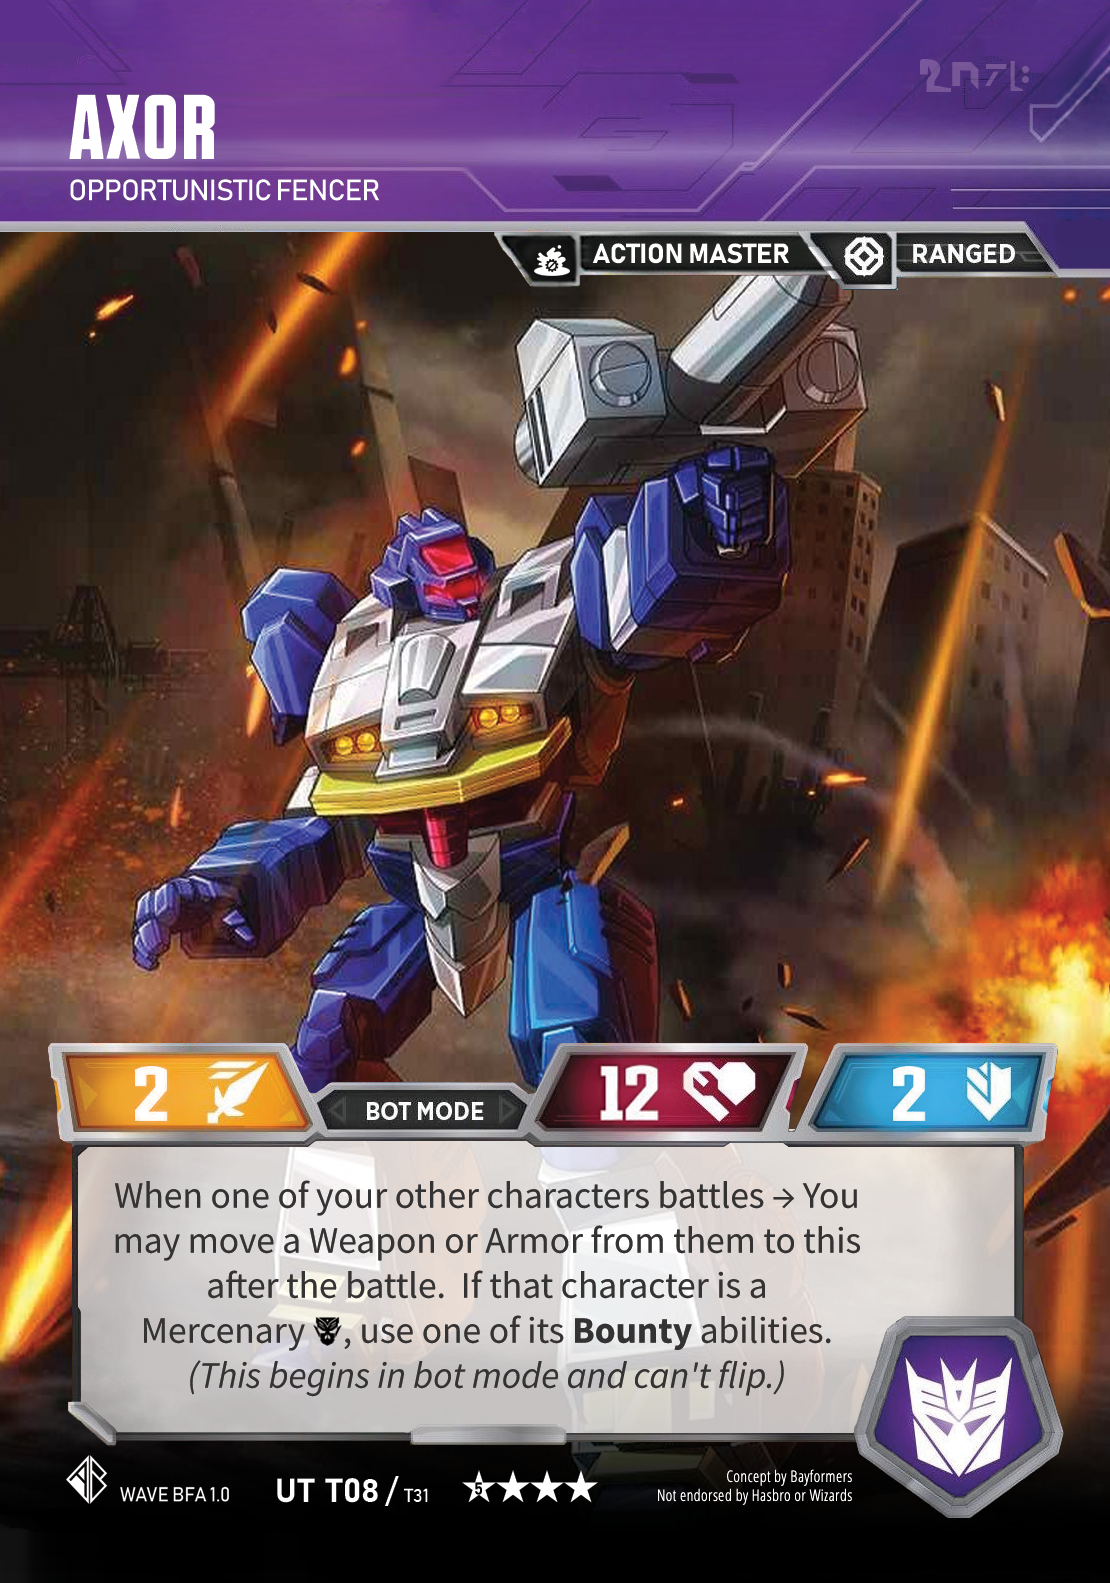 AXOR
OPPORTUNISTIC FENCER
ACTION MASTER
RANGED
2
BOT MODE
12
2
When one of your other characters battles → You
may move a Weapon or Armor from them to this
after the battle.  If that character is a
Mercenary , use one of its Bounty abilities.
(This begins in bot mode and can't flip.)
WAVE BFA 1.0
UT T08 / T31
5
Concept by Bayformers
Not endorsed by Hasbro or Wizards